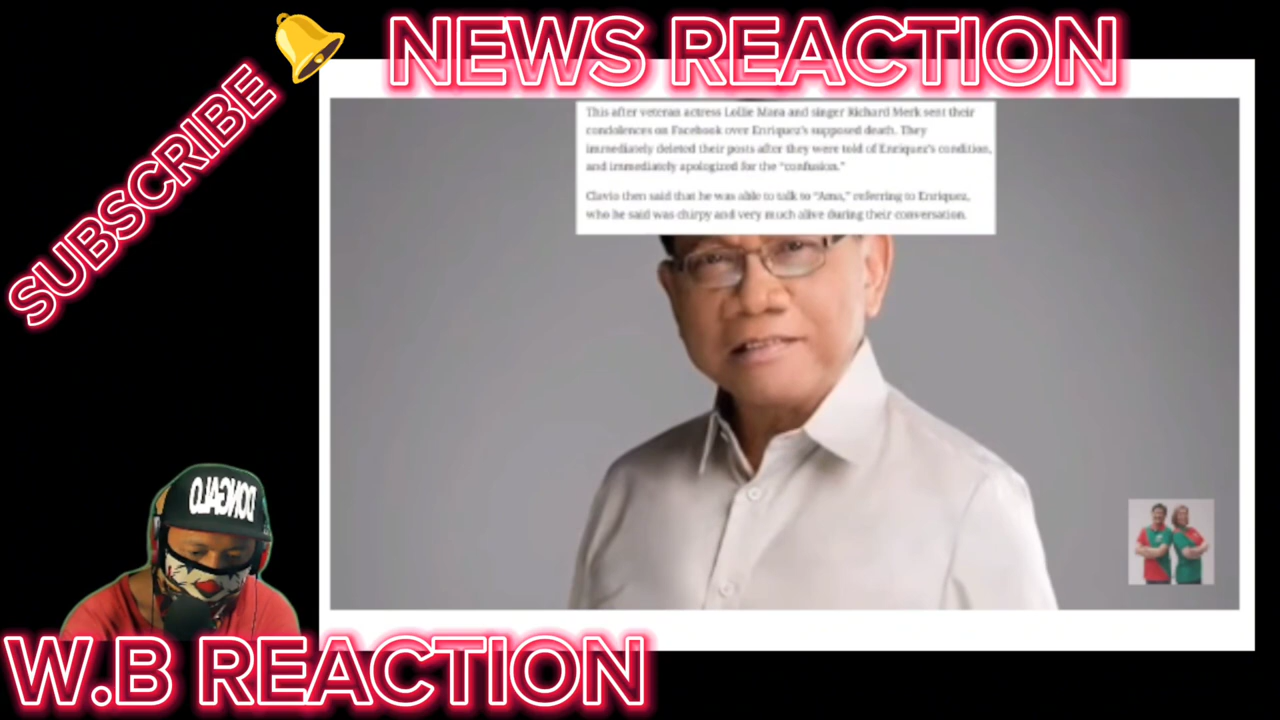 NEWS REACTION
SUBSCRIBE
This after veteran actress Lollie Mara and singer Richard Merk sent their
condolences on Facebook over Enriquez's supposed death. They
immediately deleted their posts after they were told of Enriquez's condition,
and immediately apologized for the "confusion."
Clavio then said that he was able to talk to "Ama," referring to Enriquez,
who he said was chirpy and very much alive during their conversation.
DONGALO
W.B REACTION